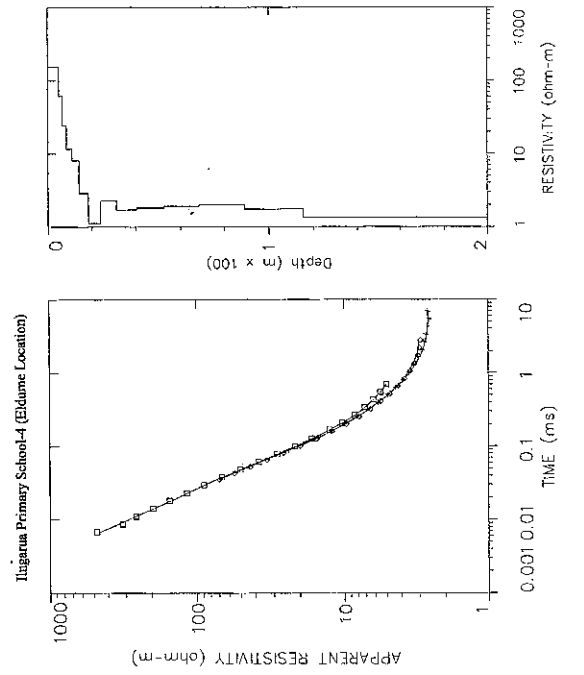 Ilngarua Primary School-4 (Eldume Location)
APPARENT RESISTIVITY (ohm-m)
1000
100
10
1
0.001 0.01 0.1 1 10
TIME (ms)
Depth (m x 100)
0
1
2
1 10 100 1000
RESISTIVITY (ohm-m)